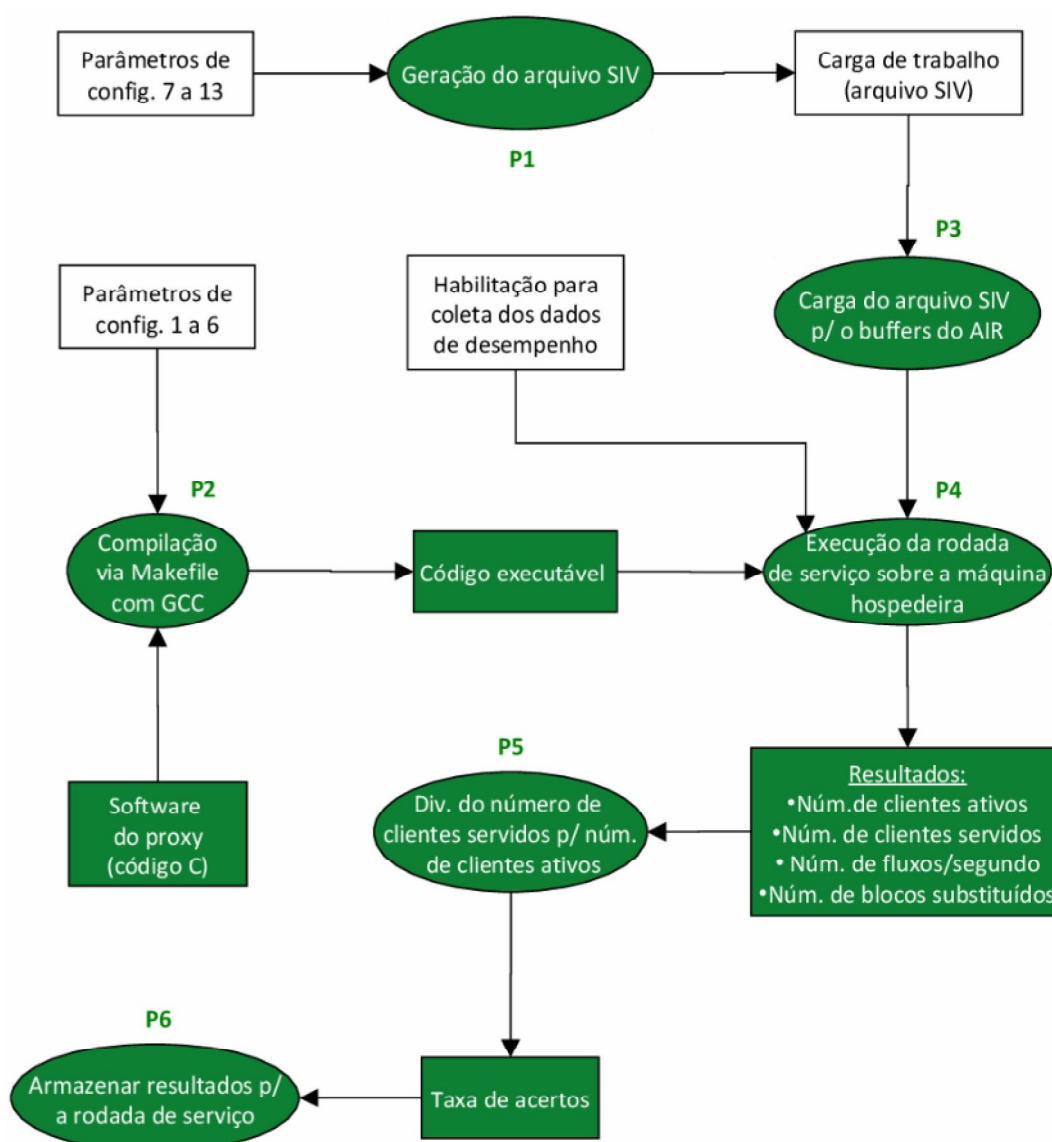 Parâmetros de
config. 7 a 13
Geração do arquivo SIV
Carga de trabalho
(arquivo SIV)
P1
P3
Parâmetros de
config. 1 a 6
Habilitação para
coleta dos dados
de desempenho
Carga do arquivo SIV
p/ o buffers do AIR
P2
P4
Compilação
via Makefile
com GCC
Código executável
Execução da rodada
de serviço sobre a máquina
hospedeira
P5
Software
do proxy
(código C)
Div. do número de
clientes servidos p/ núm.
de clientes ativos
Resultados:
•Núm.de clientes ativos
•Núm. de clientes servidos
• Núm. de fluxos/segundo
•Núm. de blocos substituídos
P6
Armazenar resultados p/
a rodada de serviço
Taxa de acertos